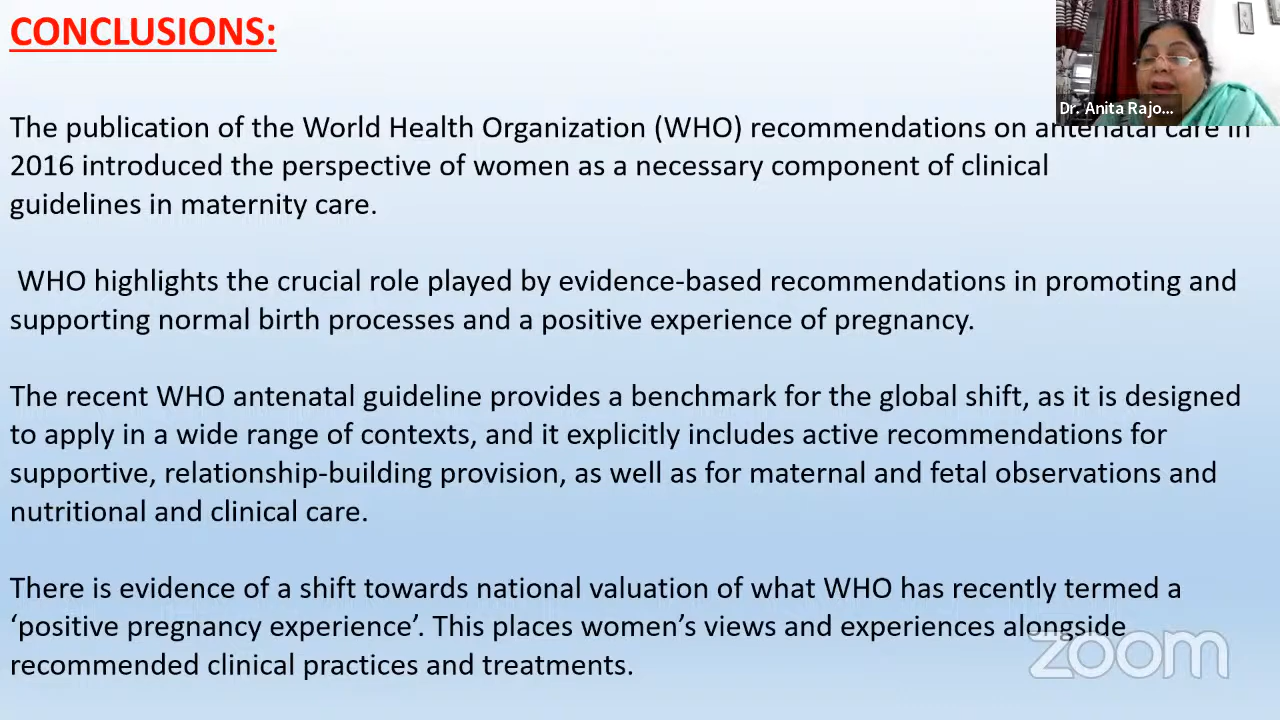 CONCLUSIONS:
Dr. Anita Rajo...
The publication of the World Health Organization (WHO) recommendations on antenatal care in
2016 introduced the perspective of women as a necessary component of clinical
guidelines in maternity care.
WHO highlights the crucial role played by evidence-based recommendations in promoting and
supporting normal birth processes and a positive experience of pregnancy.
The recent WHO antenatal guideline provides a benchmark for the global shift, as it is designed
to apply in a wide range of contexts, and it explicitly includes active recommendations for
supportive, relationship-building provision, as well as for maternal and fetal observations and
nutritional and clinical care.
There is evidence of a shift towards national valuation of what WHO has recently termed a
‘positive pregnancy experience’. This places women’s views and experiences alongside
recommended clinical practices and treatments.
zoom